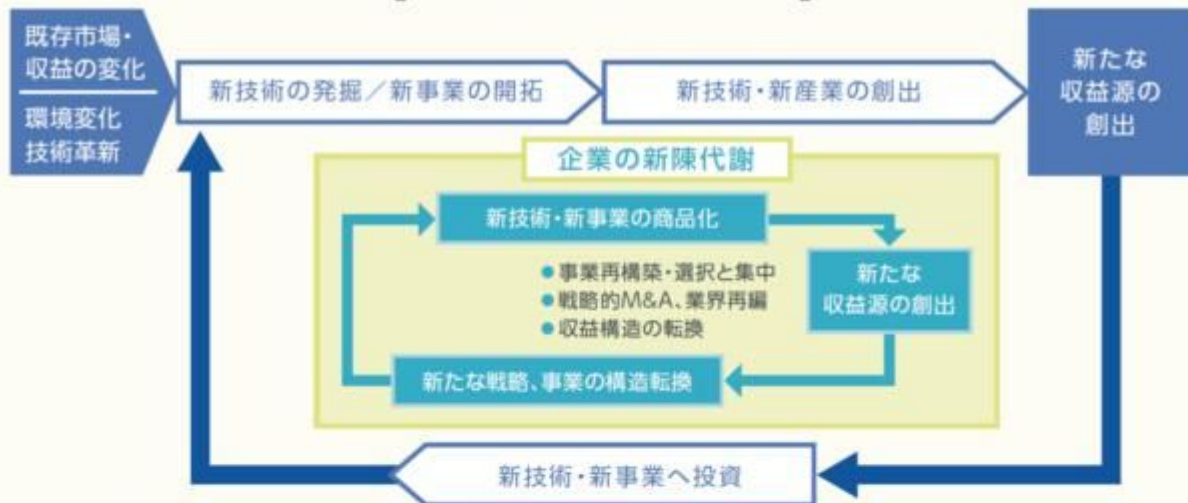 既存市場・
収益の変化
環境変化
技術革新
新技術の発掘／新事業の開拓
新技術・新産業の創出
新たな
収益源の
創出
企業の新陳代謝
新技術・新事業の商品化
●事業再構築・選択と集中
●戦略的M&A、業界再編
●収益構造の転換
新たな
収益源の創出
新たな戦略、事業の構造転換
新技術・新事業へ投資